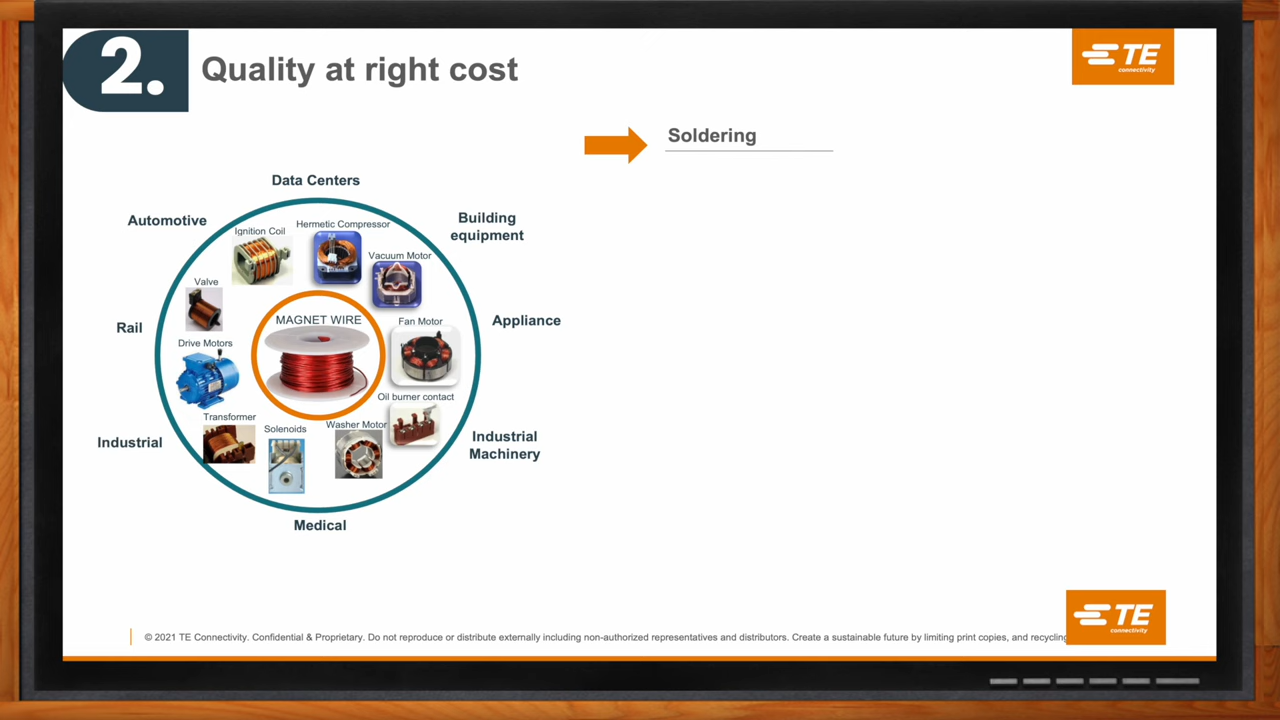 2.
Quality at right cost
TE
connectivity
Soldering
Data Centers
Automotive
Building
equipment
Ignition Coil
Hermetic Compressor
Vacuum Motor
Valve
MAGNET WIRE
Fan Motor
Rail
Appliance
Drive Motors
Oil burner contact
Transformer
Solenoids
Washer Motor
Industrial
Industrial
Machinery
Medical
© 2021 TE Connectivity. Confidential & Proprietary. Do not reproduce or distribute externally including non-authorized representatives and distributors. Create a sustainable future by limiting print copies, and recycling
TE
connectivity